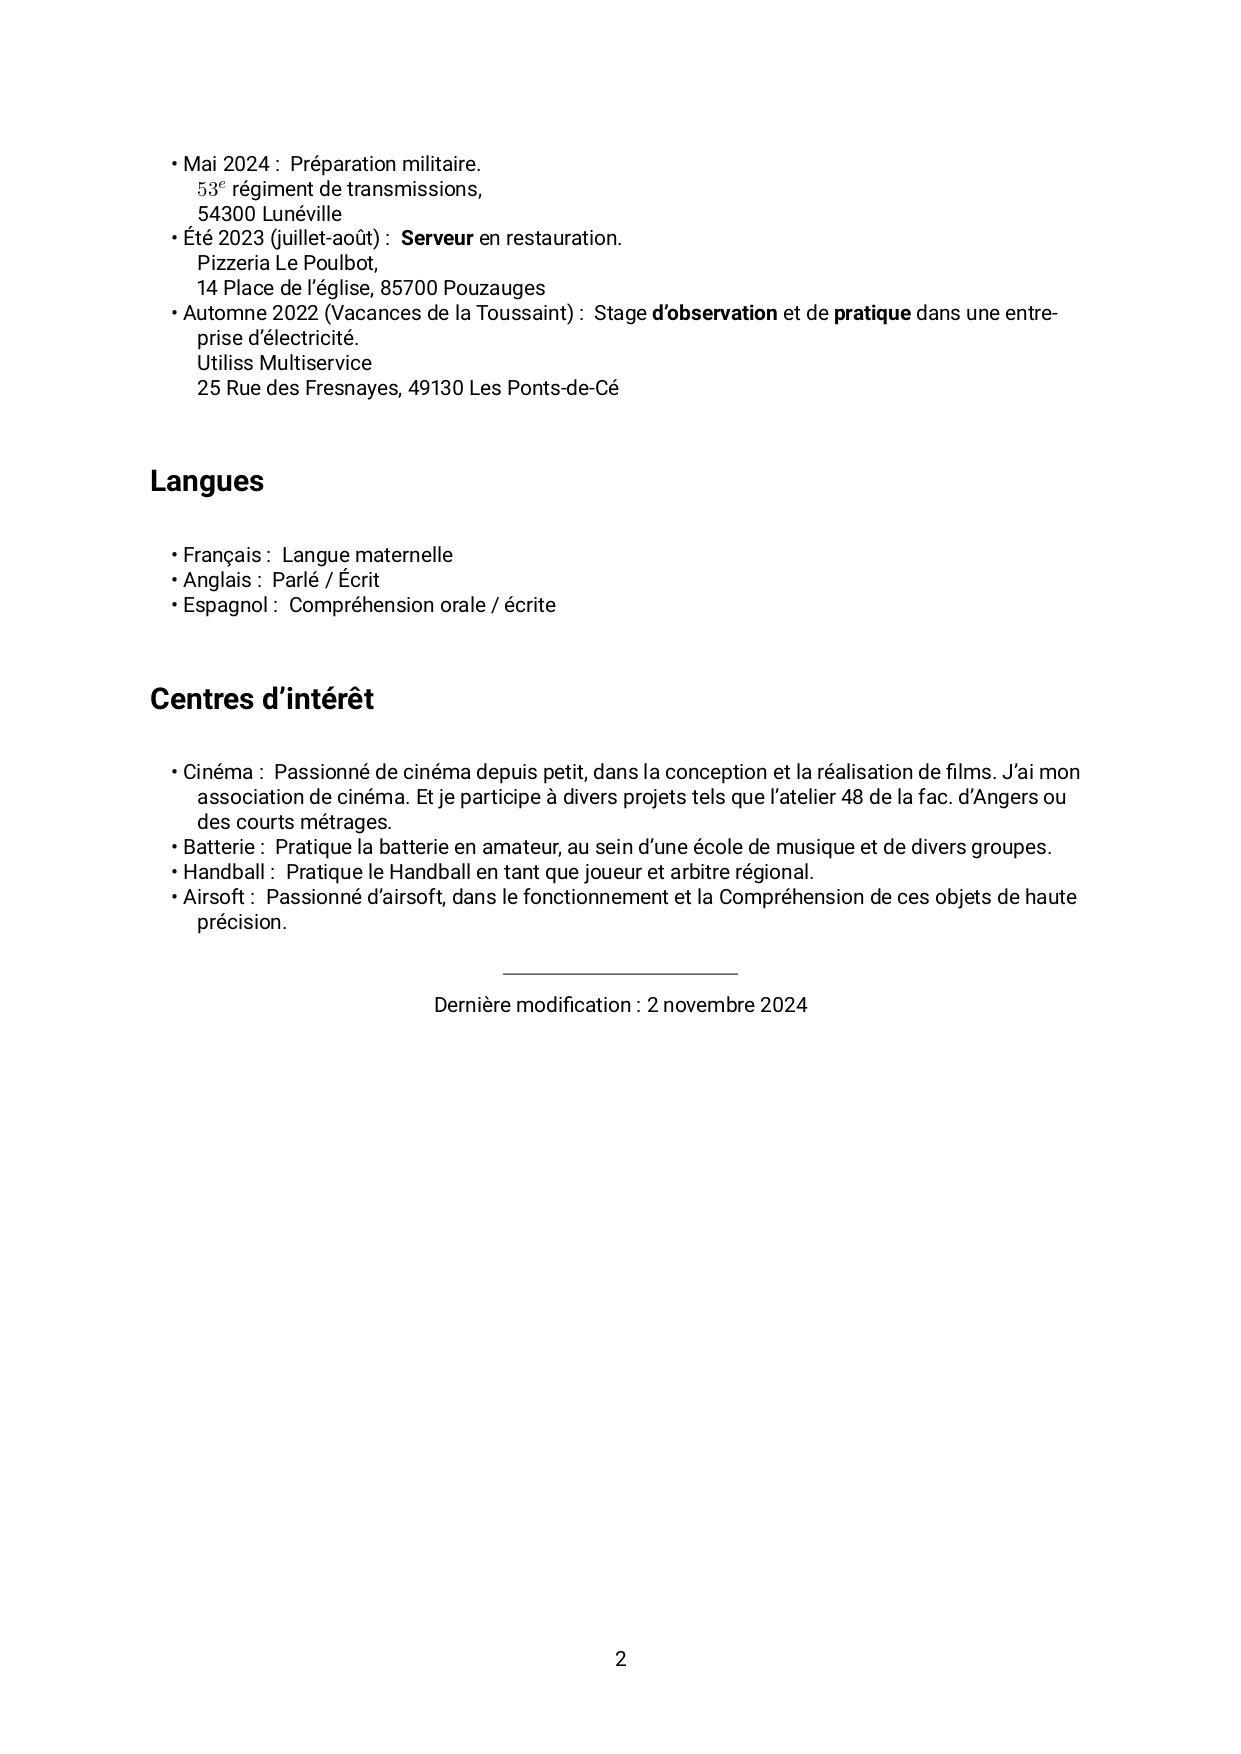 • Mai 2024 : Préparation militaire.
53e régiment de transmissions,
54300 Lunéville
• Été 2023 (juillet-août) : Serveur en restauration.
Pizzeria Le Poulbot,
14 Place de l’église, 85700 Pouzauges
• Automne 2022 (Vacances de la Toussaint) : Stage d’observation et de pratique dans une entre-
prise d’électricité.
Utiliss Multiservice
25 Rue des Fresnayes, 49130 Les Ponts-de-Cé
Langues
• Français : Langue maternelle
• Anglais : Parlé / Écrit
• Espagnol : Compréhension orale / écrite
Centres d’intérêt
• Cinéma : Passionné de cinéma depuis petit, dans la conception et la réalisation de films. J’ai mon
association de cinéma. Et je participe à divers projets tels que l’atelier 48 de la fac. d’Angers ou
des courts métrages.
• Batterie : Pratique la batterie en amateur, au sein d’une école de musique et de divers groupes.
• Handball : Pratique le Handball en tant que joueur et arbitre régional.
• Airsoft : Passionné d’airsoft, dans le fonctionnement et la Compréhension de ces objets de haute
précision.
Dernière modification : 2 novembre 2024
2